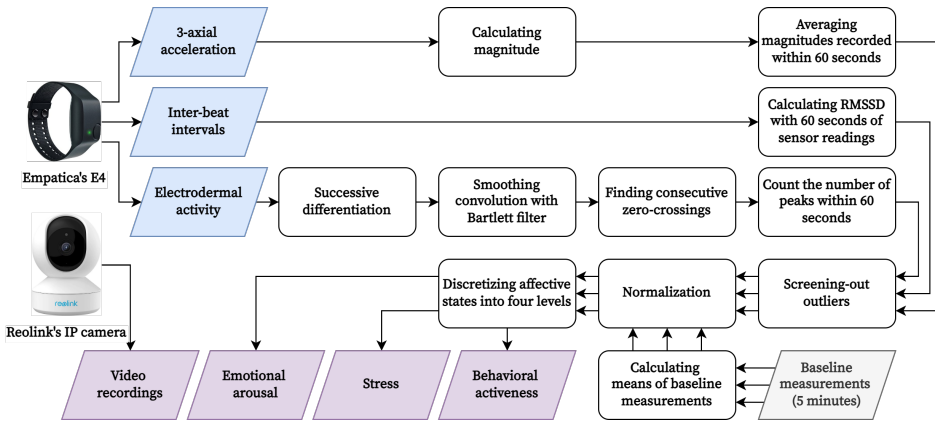 3-axial
acceleration
Calculating
magnitude
Averaging
magnitudes recorded
within 60 seconds
Inter-beat
intervals
Calculating RMSSD
with 60 seconds of
sensor readings
Empatica's E4
Electrodermal
activity
Successive
differentiation
Smoothing
convolution with
Bartlett filter
Finding consecutive
zero-crossings
Count the number of
peaks within 60
seconds
reolink
Reolink's IP camera
Discretizing affective
states into four levels
Normalization
Screening-out
outliers
Video
recordings
Emotional
arousal
Stress
Behavioral
activeness
Calculating
means of baseline
measurements
Baseline
measurements
(5 minutes)